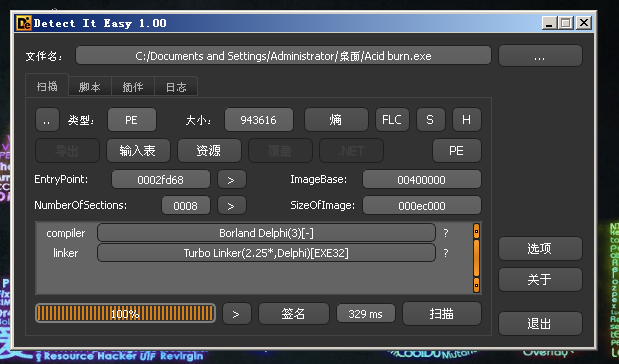 Detect It Easy 1.00
文件名： C:/Documents and Settings/Administrator/桌面/Acid burn.exe ...
扫描 脚本 插件 日志
.. 类型： PE 大小： 943616 熵 FLC S H
导出 输入表 资源 覆盖 .NET PE
EntryPoint: 0002fd68 > ImageBase: 00400000
NumberOfSections: 0008 > SizeOfImage: 000ec000
compiler Borland Delphi(3)[-] ?
linker Turbo Linker(2.25*,Delphi)[EXE32] ?
选项
关于
100% > 签名 329 ms 扫描
退出
Resource Hacker UIF Revirgin
Overlay